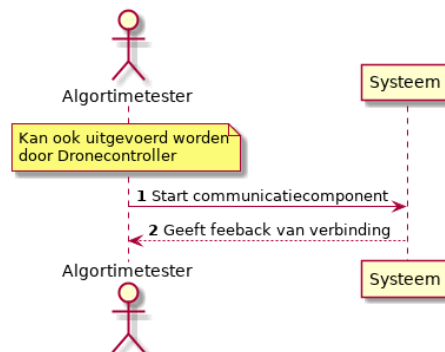 Algortimetester
Systeem
Kan ook uitgevoerd worden
door Dronecontroller
1 Start communicatiecomponent
2 Geeft feeback van verbinding
Algortimetester
Systeem